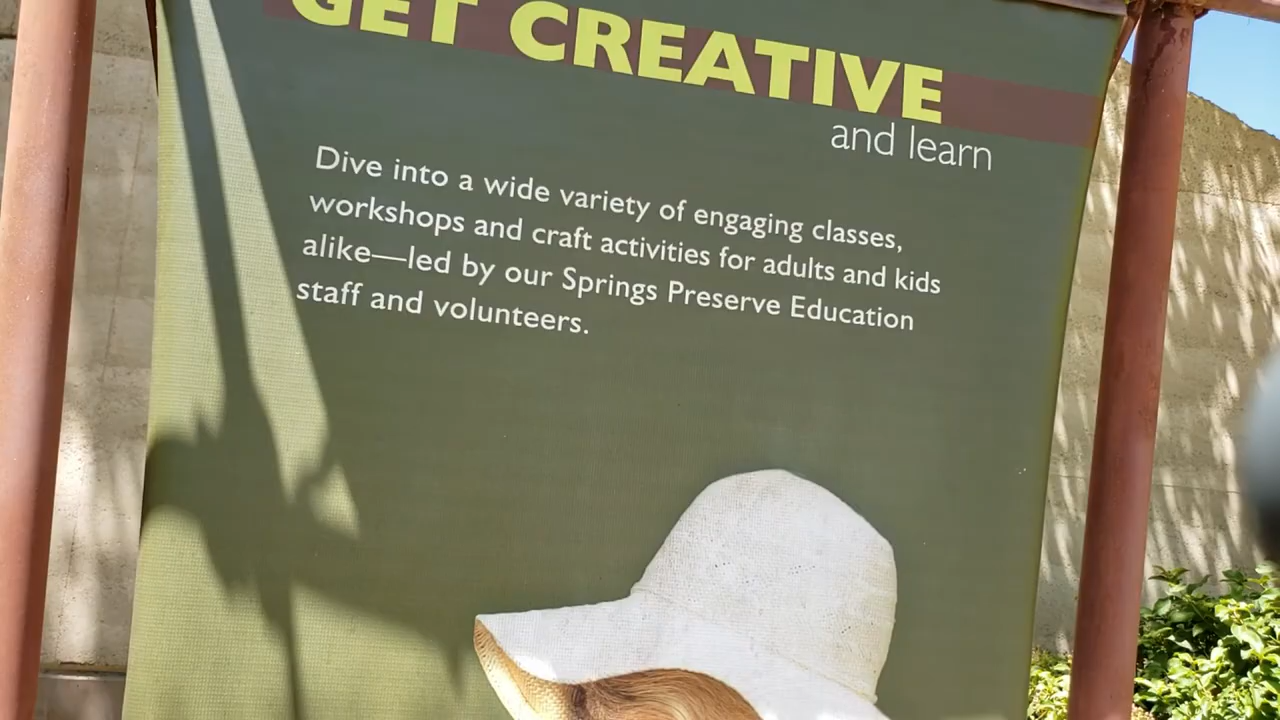 GET CREATIVE
and learn
Dive into a wide variety of engaging classes,
workshops and craft activities for adults and kids
alike—led by our Springs Preserve Education
staff and volunteers.